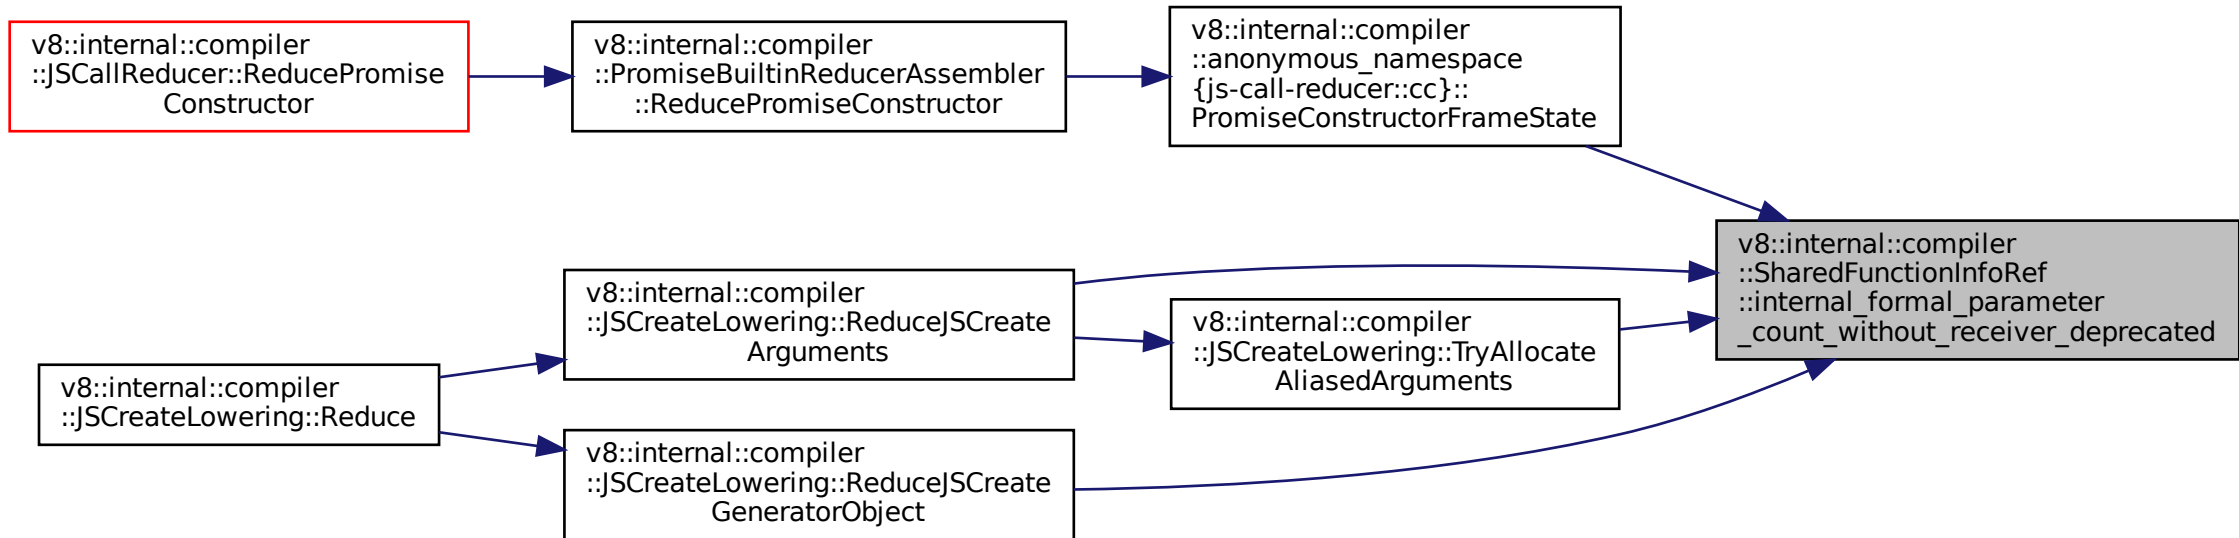 v8::internal::compiler
::JSCallReducer::ReducePromise
Constructor
v8::internal::compiler
::PromiseBuiltinReducerAssembler
::ReducePromiseConstructor
v8::internal::compiler
::anonymous_namespace
{js-call-reducer::cc}::
PromiseConstructorFrameState
v8::internal::compiler
::SharedFunctionInfoRef
::internal_formal_parameter
_count_without_receiver_deprecated
v8::internal::compiler
::JSCreateLowering::ReduceJSCreate
Arguments
v8::internal::compiler
::JSCreateLowering::TryAllocate
AliasedArguments
v8::internal::compiler
::JSCreateLowering::Reduce
v8::internal::compiler
::JSCreateLowering::ReduceJSCreate
GeneratorObject